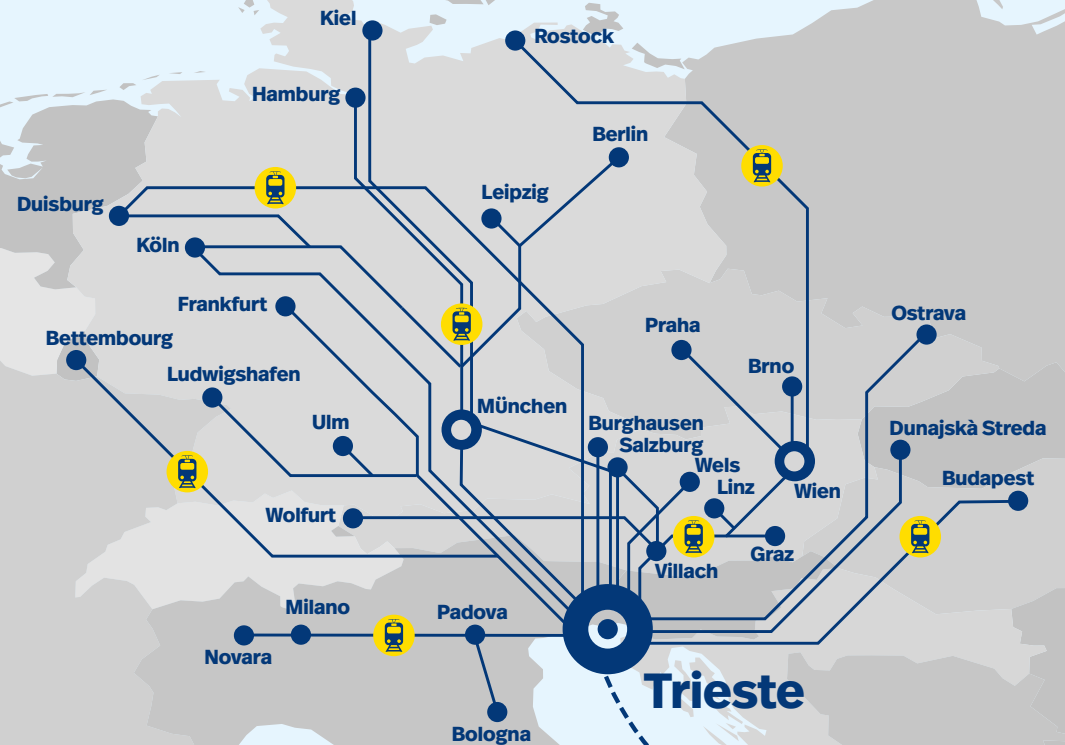 Kiel
Rostock
Hamburg
Berlin
Leipzig
Duisburg
Köln
Frankfurt
Ostrava
Praha
Bettembourg
Brno
Ludwigshafen
München
Ulm
Burghausen
Dunajskà Streda
Salzburg
Wels
Budapest
Linz
Wien
Wolfurt
Graz
Villach
Milano
Padova
Novara
Trieste
Bologna